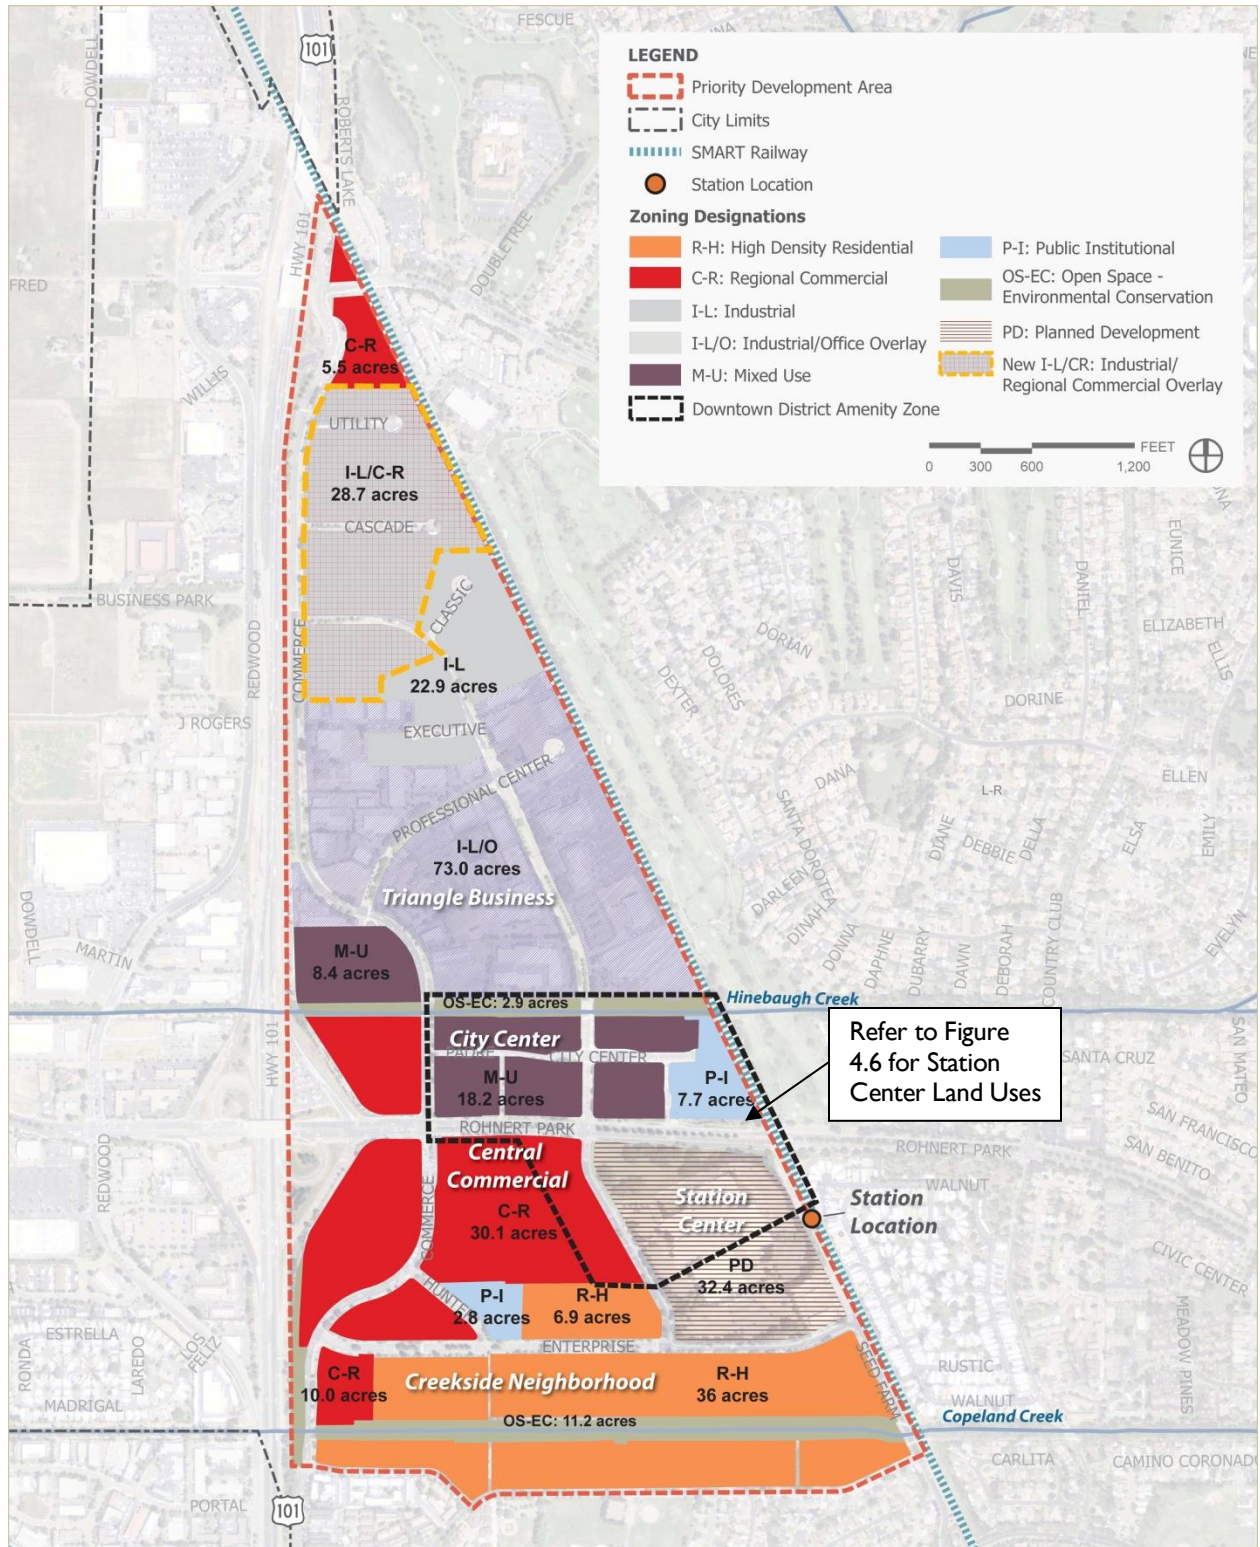 FESCUE
101
DOWDELL
ROBERTS LAKE
HWY 101
DOUBLETREE
FRED
WILLIS
LEGEND
Priority Development Area
City Limits
SMART Railway
Station Location
Zoning Designations
R-H: High Density Residential
C-R: Regional Commercial
I-L: Industrial
I-L/O: Industrial/Office Overlay
M-U: Mixed Use
Downtown District Amenity Zone
P-I: Public Institutional
OS-EC: Open Space -
Environmental Conservation
PD: Planned Development
New I-L/CR: Industrial/
Regional Commercial Overlay
FEET
0 300 600 1,200
C-R
5.5 acres
UTILITY
I-L/C-R
28.7 acres
CASCADE
BUSINESS PARK
REDWOOD
COMMERCE
CLASSIC
I-L
22.9 acres
J ROGERS
EXECUTIVE
PROFESSIONAL CENTER
I-L/O
73.0 acres
Triangle Business
EUNICE
DAVIS
DANIEL
ELIZABETH
ELLIS
DORIAN
DOLORES
DEXTER
DORINE
DANA
L-R
ELLEN
SANTA DOROTEA
DIANE
DEBBIE
DELLA
ELSA
EMILY
DARLEEN
DINAH
DONNA
DAPHNE
DUBARRY
DAWN
DEBORAH
COUNTRY CLUB
EVELYN
DOWDELL
MARTIN
M-U
8.4 acres
OS-EC: 2.9 acres
Hinebaugh Creek
HWY 101
City Center
PADRE
CITY CENTER
M-U
18.2 acres
P-I
7.7 acres
Refer to Figure
4.6 for Station
Center Land Uses
SANTA CRUZ
SAN MATEO
SAN FRANCISCO
SAN BENITO
ROHNERT PARK
ROHNERT PARK
WALNUT
REDWOOD
Central
Commercial
C-R
30.1 acres
COMMERCE
Station
Center
Station
Location
PD
32.4 acres
CIVIC CENTER
MEADOW PINES
HUNTER
P-I
2.8 acres
R-H
6.9 acres
ENTERPRISE
ESTRELLA
RONDA
LAREDO
LOS FELIZ
MADRIGAL
C-R
10.0 acres
Creekside Neighborhood
R-H
36 acres
SEED FARM
RUSTIC
WALNUT
OS-EC: 11.2 acres
Copeland Creek
CARLITA
CAMINO CORONADO
PORTAL
101